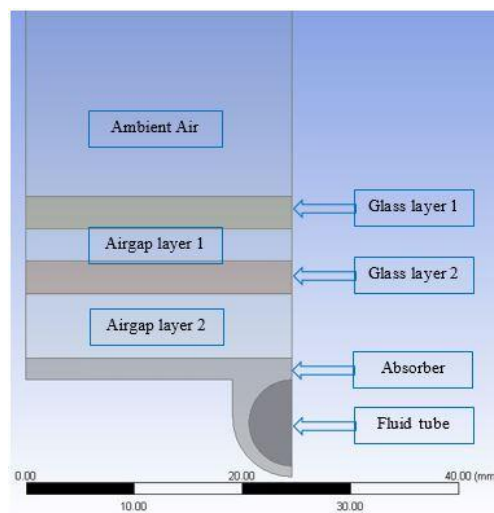 Ambient Air
Glass layer 1
Airgap layer 1
Glass layer 2
Airgap layer 2
Absorber
Fluid tube
0.00 20.00 40.00 (mm
10.00 30.00